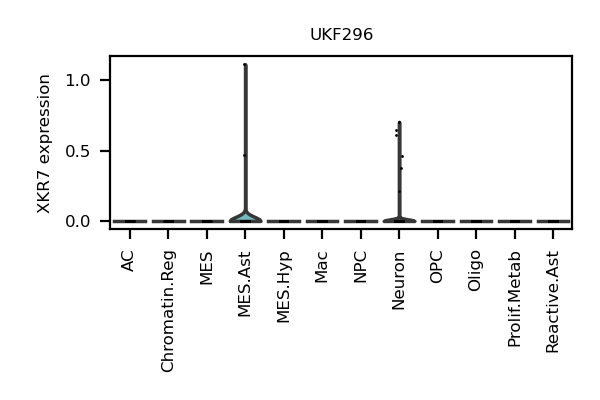 UKF296
XKR7 expression
1.0
0.5
0.0
AC
Chromatin.Reg
MES
MES.Ast
MES.Hyp
Mac
NPC
Neuron
OPC
Oligo
Prolif.Metab
Reactive.Ast